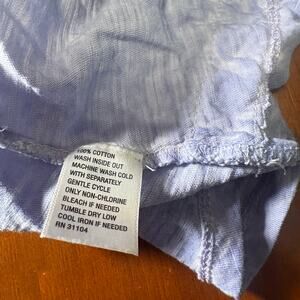 100% COTTON
WASH INSIDE OUT
MACHINE WASH COLD
WITH SEPARATELY
GENTLE CYCLE
ONLY NON-CHLORINE
BLEACH IF NEEDED
TUMBLE DRY LOW
COOL IRON IF NEEDED
RN 31104